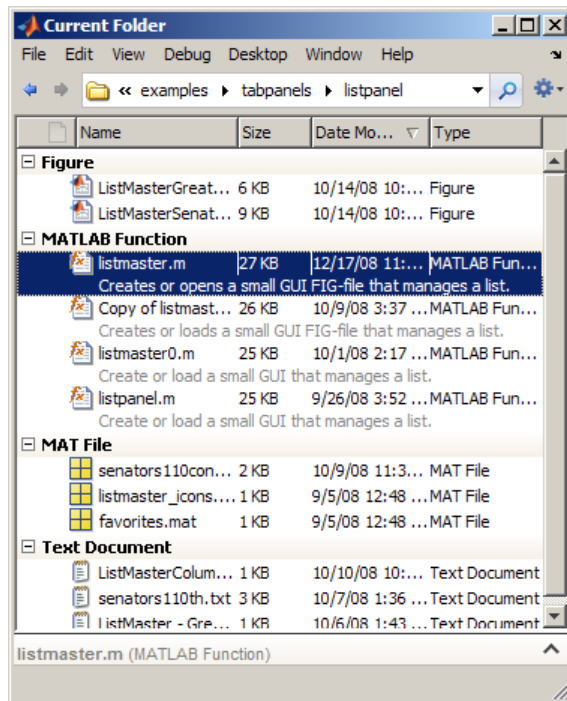 Current Folder
File Edit View Debug Desktop Window Help
« examples tabpanels listpanel
Name Size Date Mo... Type
Figure
ListMasterGreat... 6 KB 10/14/08 10:... Figure
ListMasterSenat... 9 KB 10/14/08 10:... Figure
MATLAB Function
listmaster.m 27 KB 12/17/08 11:... MATLAB Fun...
Creates or opens a small GUI FIG-file that manages a list.
Copy of listmast... 26 KB 10/9/08 3:37 ... MATLAB Fun...
Creates or loads a small GUI FIG-file that manages a list.
listmaster0.m 25 KB 10/1/08 2:17 ... MATLAB Fun...
Create or load a small GUI that manages a list.
listpanel.m 25 KB 9/26/08 3:52 ... MATLAB Fun...
Create or load a small GUI that manages a list.
MAT File
senators110con... 2 KB 10/9/08 11:3... MAT File
listmaster_icons.... 1 KB 9/5/08 12:48 ... MAT File
favorites.mat 1 KB 9/5/08 12:48 ... MAT File
Text Document
ListMasterColum... 1 KB 10/10/08 10:... Text Document
senators110th.txt 3 KB 10/7/08 1:36 ... Text Document
ListMaster - Gre... 1 KB 10/6/08 1:43 ... Text Document
listmaster.m (MATLAB Function)